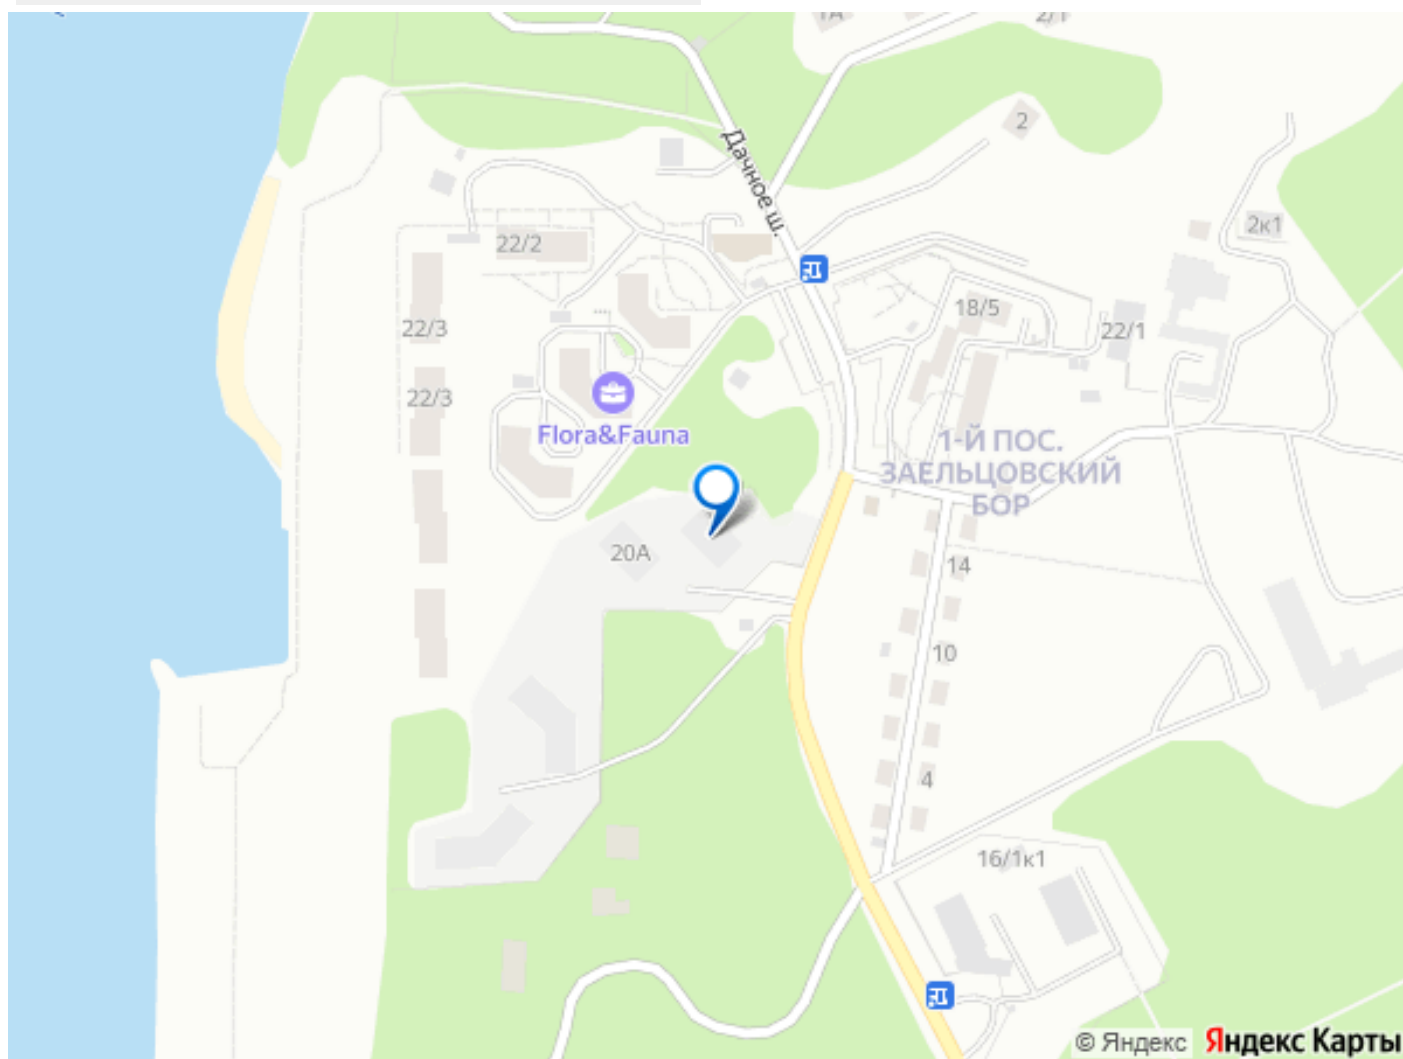 1А
2/1
Дачное ш.
2
2к1
22/2
22/3
18/5
22/1
22/3
Flora&Fauna
1-Й ПОС.
ЗАЕЛЬЦОВСКИЙ
БОР
20А
14
10
4
16/1к1
© Яндекс Яндекс Карты